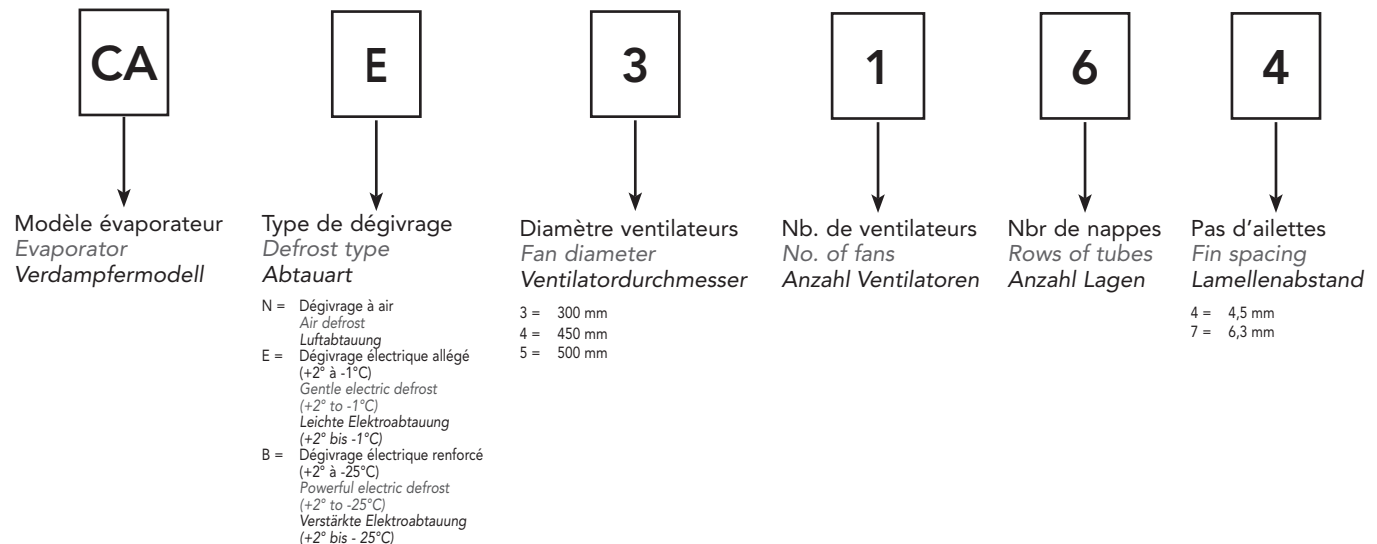 CA
E
3
1
6
4
Modèle évaporateur
Evaporator
Verdampfermodell
Type de dégivrage
Defrost type
Abtauart
N = Dégivrage à air
Air defrost
Luftabtauung
E = Dégivrage électrique allégé
(+2° à -1°C)
Gentle electric defrost
(+2° to -1°C)
Leichte Elektroabtauung
(+2° bis -1°C)
B = Dégivrage électrique renforcé
(+2° à -25°C)
Powerful electric defrost
(+2° to -25°C)
Verstärkte Elektroabtauung
(+2° bis - 25°C)
Diamètre ventilateurs
Fan diameter
Ventilatordurchmesser
3 = 300 mm
4 = 450 mm
5 = 500 mm
Nb. de ventilateurs
No. of fans
Anzahl Ventilatoren
Nbr de nappes
Rows of tubes
Anzahl Lagen
Pas d'ailettes
Fin spacing
Lamellenabstand
4 = 4,5 mm
7 = 6,3 mm